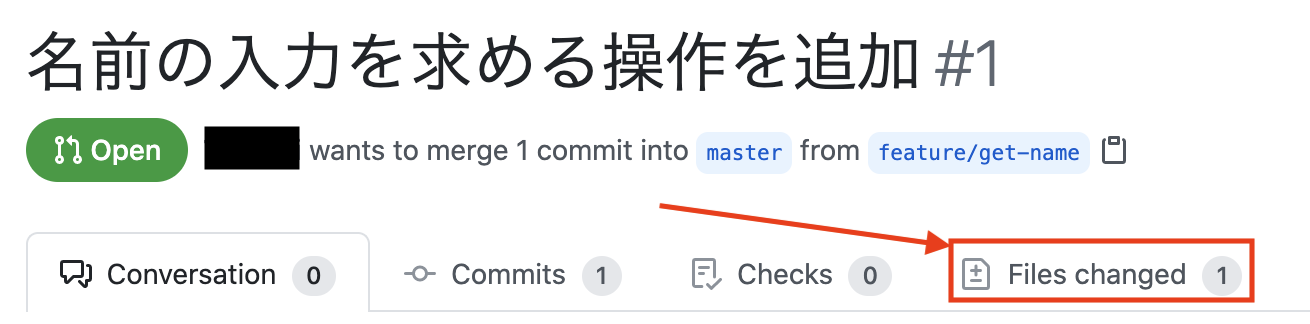 名前の入力を求める操作を追加 #1
Open wants to merge 1 commit into master from feature/get-name
Conversation 0 Commits 1 Checks 0 Files changed 1